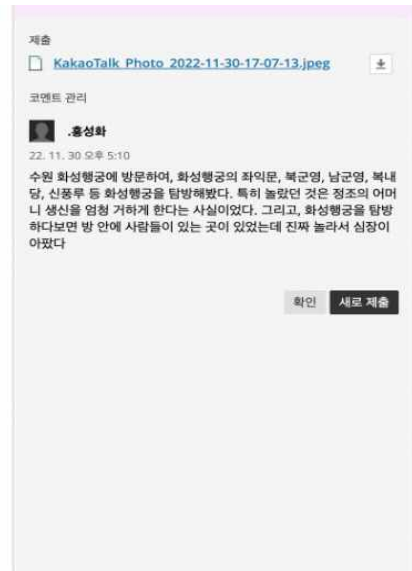 제출
KakaoTalk_Photo_2022-11-30-17-07-13.jpeg
코멘트 관리
.홍성화
22. 11. 30 오후 5:10
수원 화성행궁에 방문하여, 화성행궁의 좌익문, 북군영, 남군영, 복내
당, 신풍루 등 화성행궁을 탐방해봤다. 특히 놀랐던 것은 정조의 어머
니 생신을 엄청 거하게 한다는 사실이었다. 그리고, 화성행궁을 탐방
하다보면 방 안에 사람들이 있는 곳이 있었는데 진짜 놀라서 심장이
아팠다
확인 새로 제출